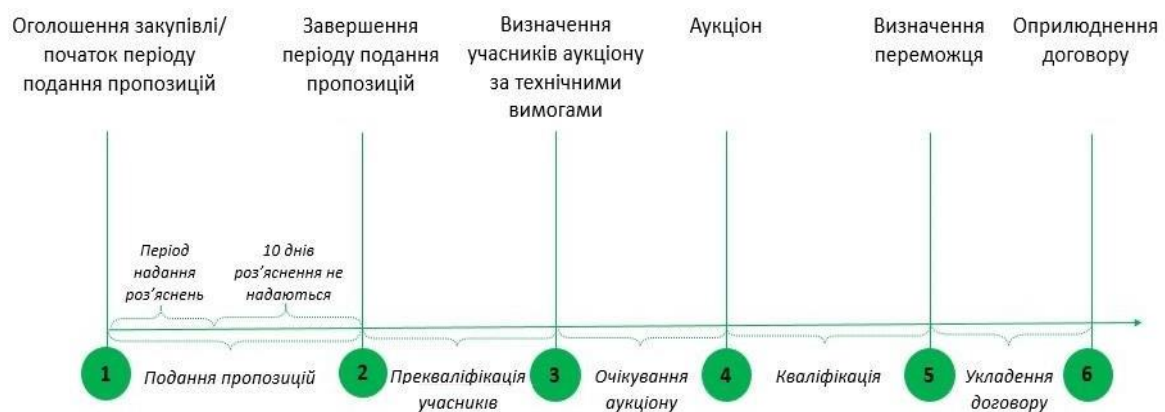 Оголошення закупівлі/
початок періоду
подання пропозицій
Завершення
періоду подання
пропозицій
Визначення
учасників аукціону
за технічними
вимогами
Аукціон
Визначення
переможця
Оприлюднення
договору
Період
надання
роз’яснень
10 днів
роз’яснення не
надаються
1
Подання пропозицій
2
Прекваліфікація
учасників
3
Очікування
аукціону
4
Кваліфікація
5
Укладення
договору
6